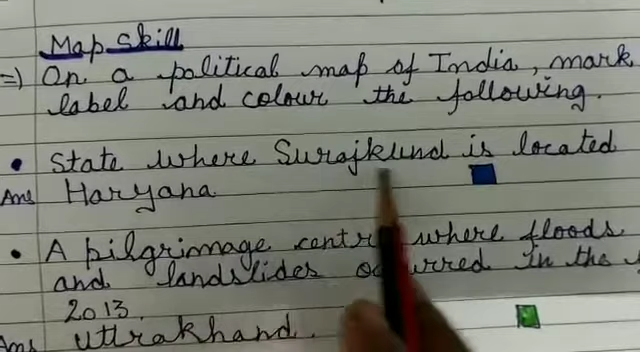 Map Skill
=) On a political map of India, mark
label and colour the following.
• State where Surajkund is located
Ans Haryana
• A pilgrimage centr where floods
and landslides occurred in the
2013.
Ans Uttrakhand.